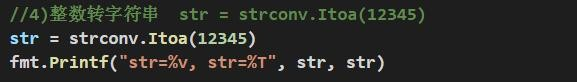 //4)整数转字符串  str = strconv.Itoa(12345)
str = strconv.Itoa(12345)
fmt.Printf("str=%v, str=%T", str, str)